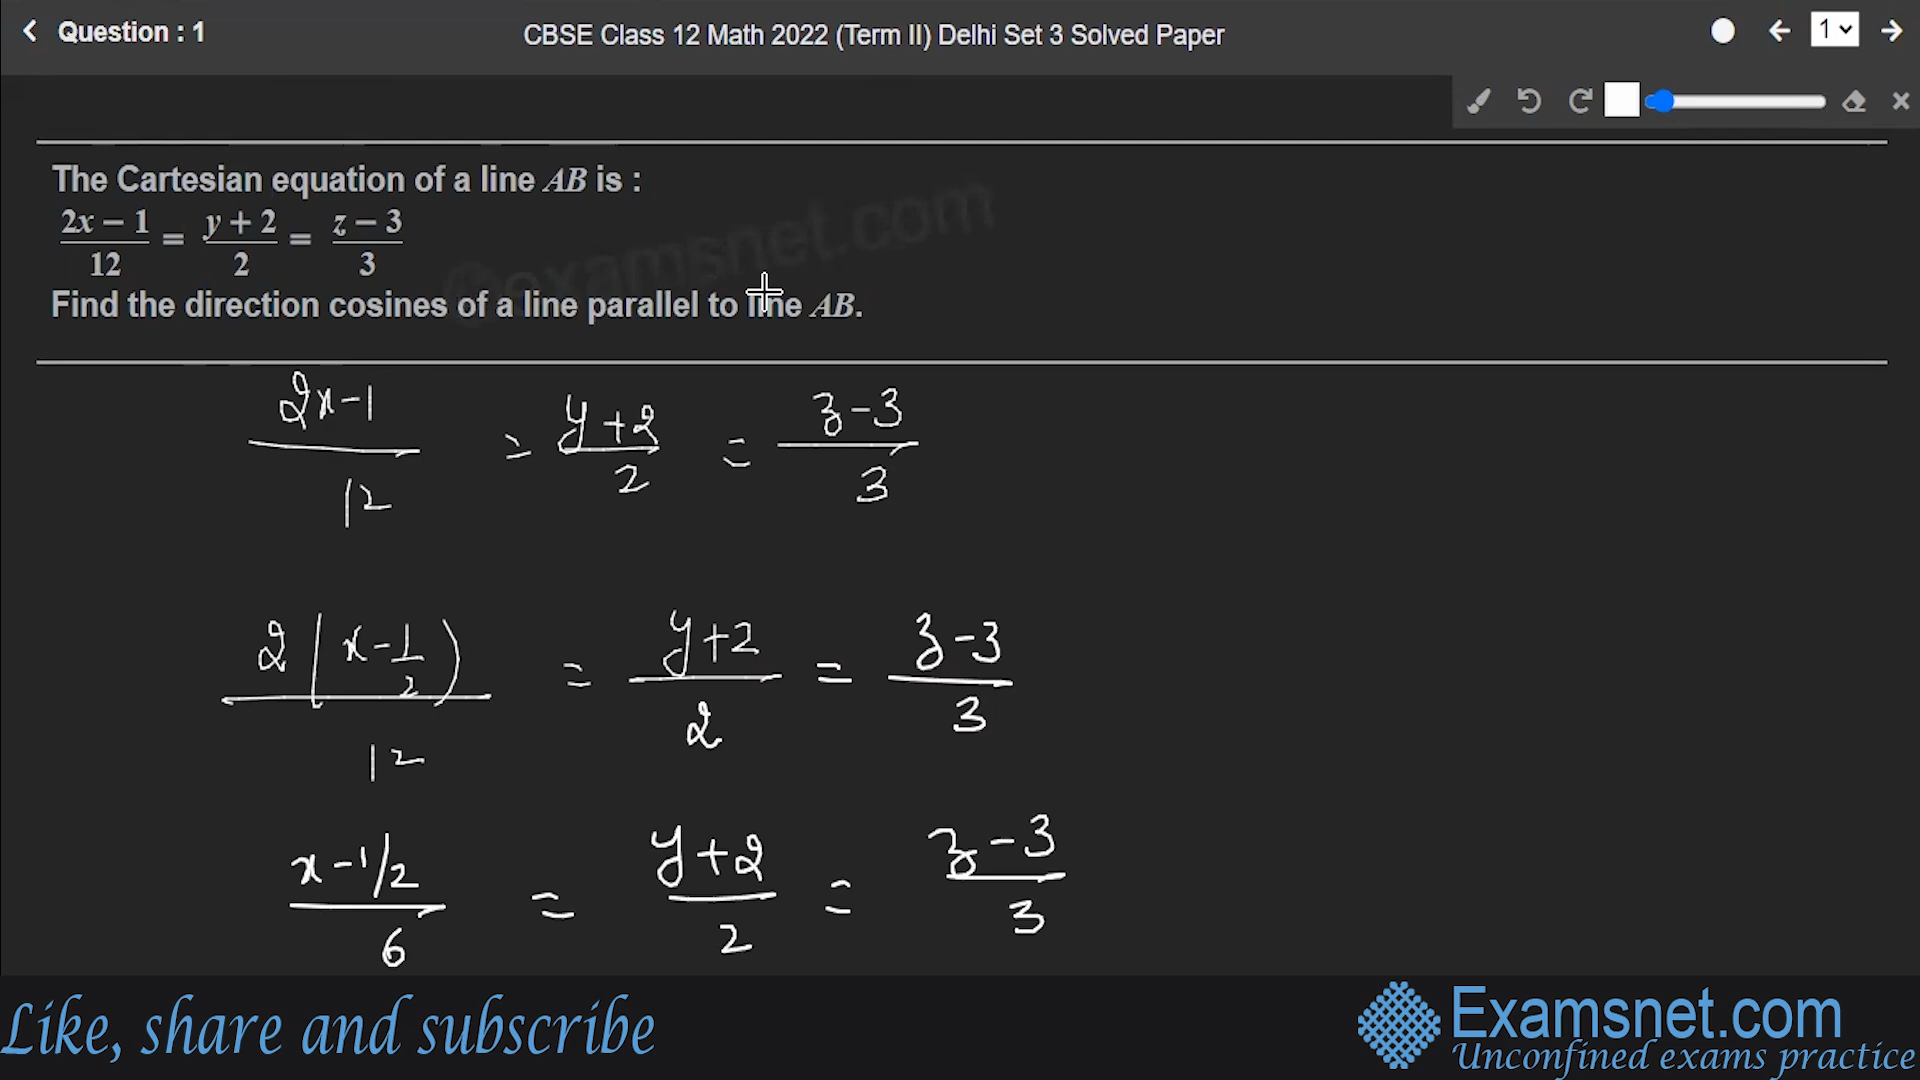 Question : 1
CBSE Class 12 Math 2022 (Term II) Delhi Set 3 Solved Paper
1
The Cartesian equation of a line AB is :
2x − 1 / 12 = y + 2 / 2 = z − 3 / 3
examsnet.com
Find the direction cosines of a line parallel to line AB.
2x-1 / 12 = y+2 / 2 = z-3 / 3
2(x-1/2) / 12 = y+2 / 2 = z-3 / 3
x-1/2 / 6 = y+2 / 2 = z-3 / 3
Like, share and subscribe
Examsnet.com
Unconfined exams practice